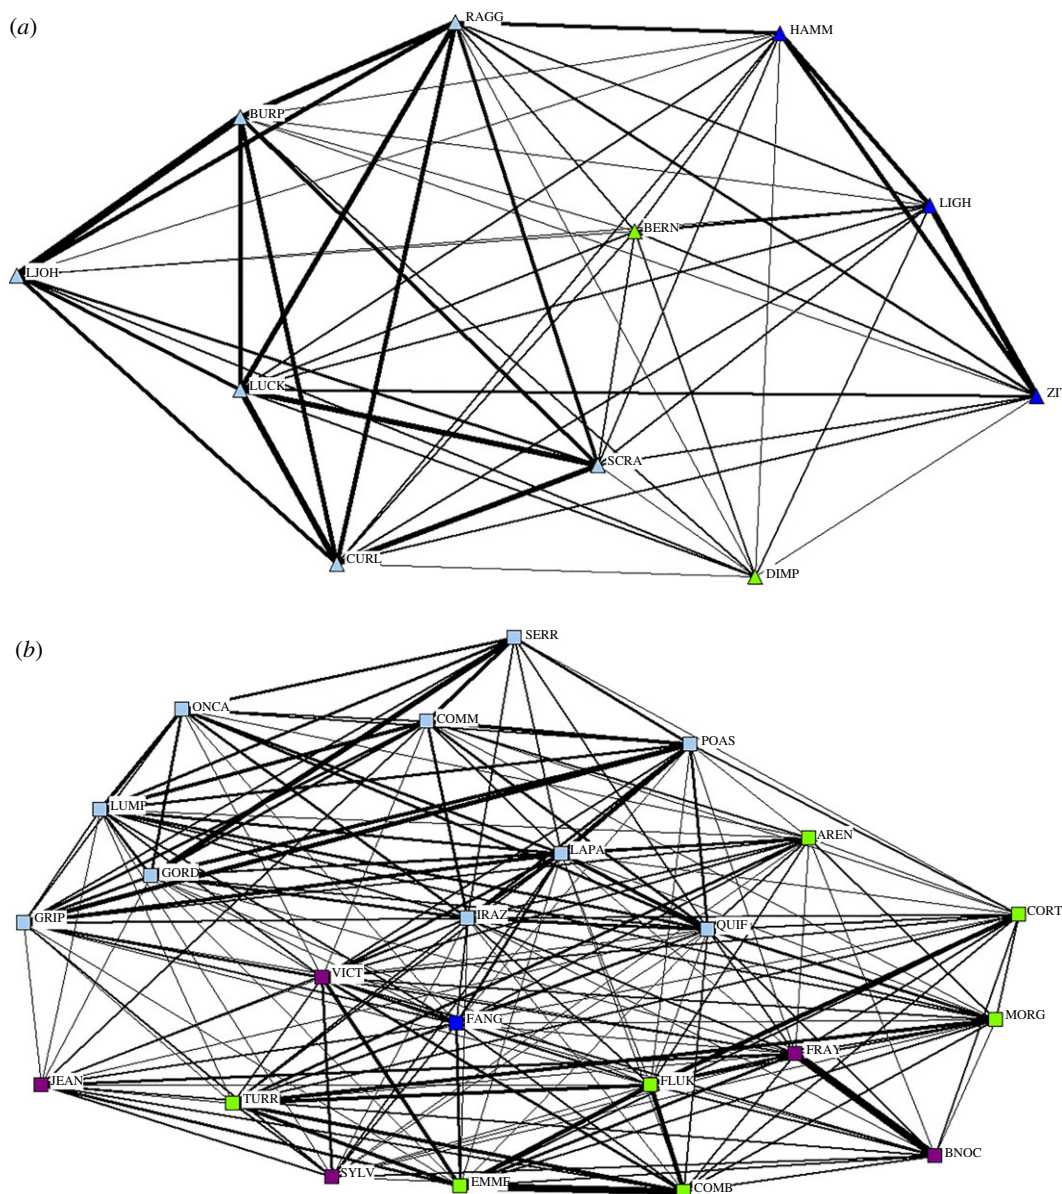 (a)
RAGG
HAMM
BURP
LIGH
BERN
LJOH
LUCK
SCRA
CURL
DIMP
(b)
SERR
ONCA
COMM
POAS
LUMP
AREN
LAPA
GORD
GRIP
IRAZ
QUIF
CORT
VICT
FANG
MORG
FRAY
JEAN
TURR
FLUK
SYLV
EMME
COMB
BNOC